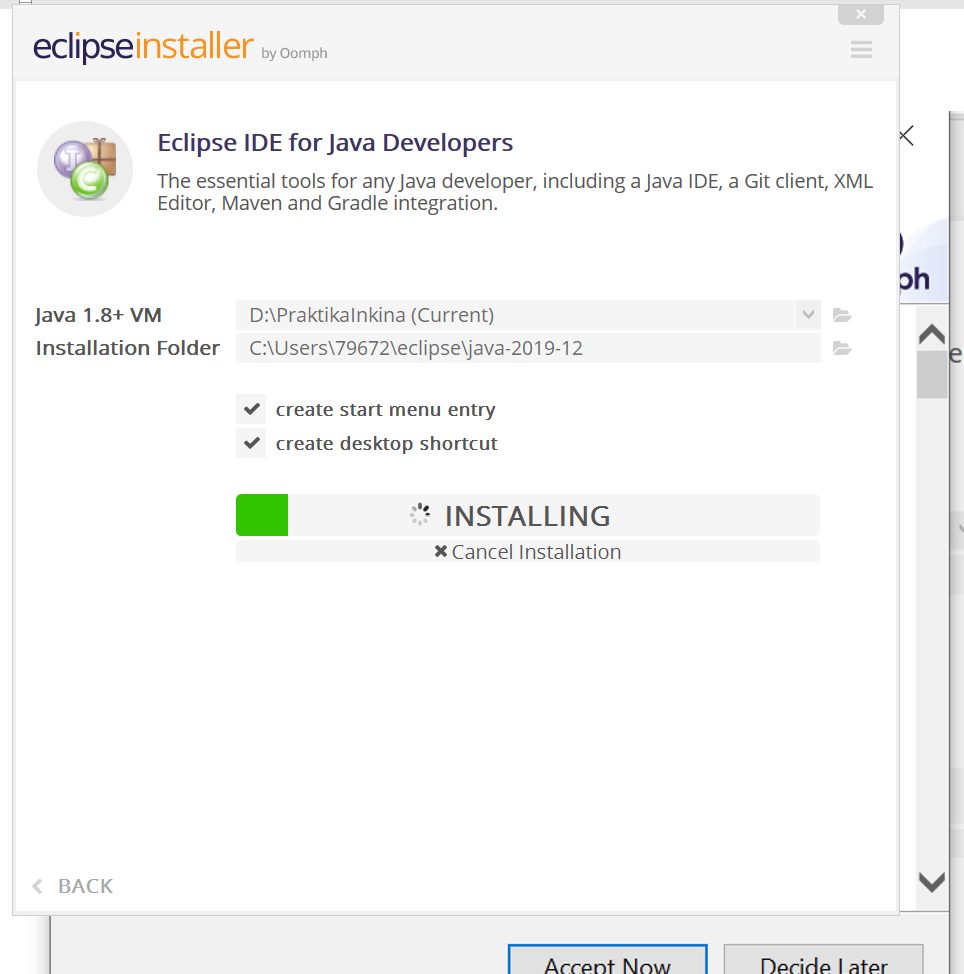 eclipseinstaller by Oomph
Eclipse IDE for Java Developers
The essential tools for any Java developer, including a Java IDE, a Git client, XML
Editor, Maven and Gradle integration.
ph
Java 1.8+ VM D:\PraktikaInkina (Current)
Installation Folder C:\Users\79672\eclipse\java-2019-12
e
create start menu entry
create desktop shortcut
INSTALLING
Cancel Installation
BACK
Accept Now Decide Later